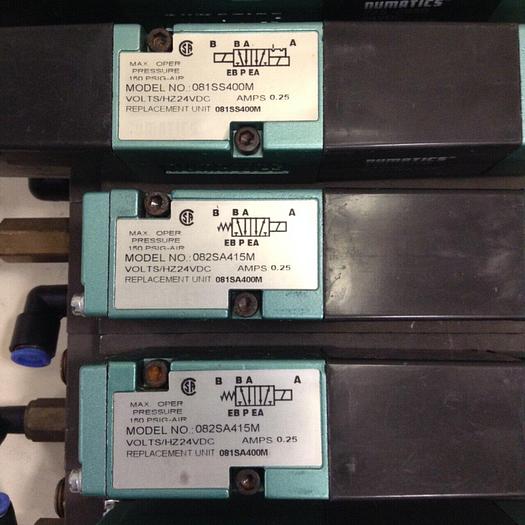 NUMATICS
B B A A
MAX. OPER
PRESSURE
150 PSIG-AIR
EB P EA
MODEL NO.: 081SS400M
VOLTS/HZ 24VDC AMPS 0.25
REPLACEMENT UNIT 081SS400M
NUMATICS
B B A A
MAX. OPER
PRESSURE
150 PSIG-AIR
EB P EA
MODEL NO.: 082SA415M
VOLTS/HZ 24VDC AMPS 0.25
REPLACEMENT UNIT 081SA400M
B B A A
MAX. OPER
PRESSURE
150 PSIG-AIR
EB P EA
MODEL NO.: 082SA415M
VOLTS/HZ 24VDC AMPS 0.25
REPLACEMENT UNIT 081SA400M